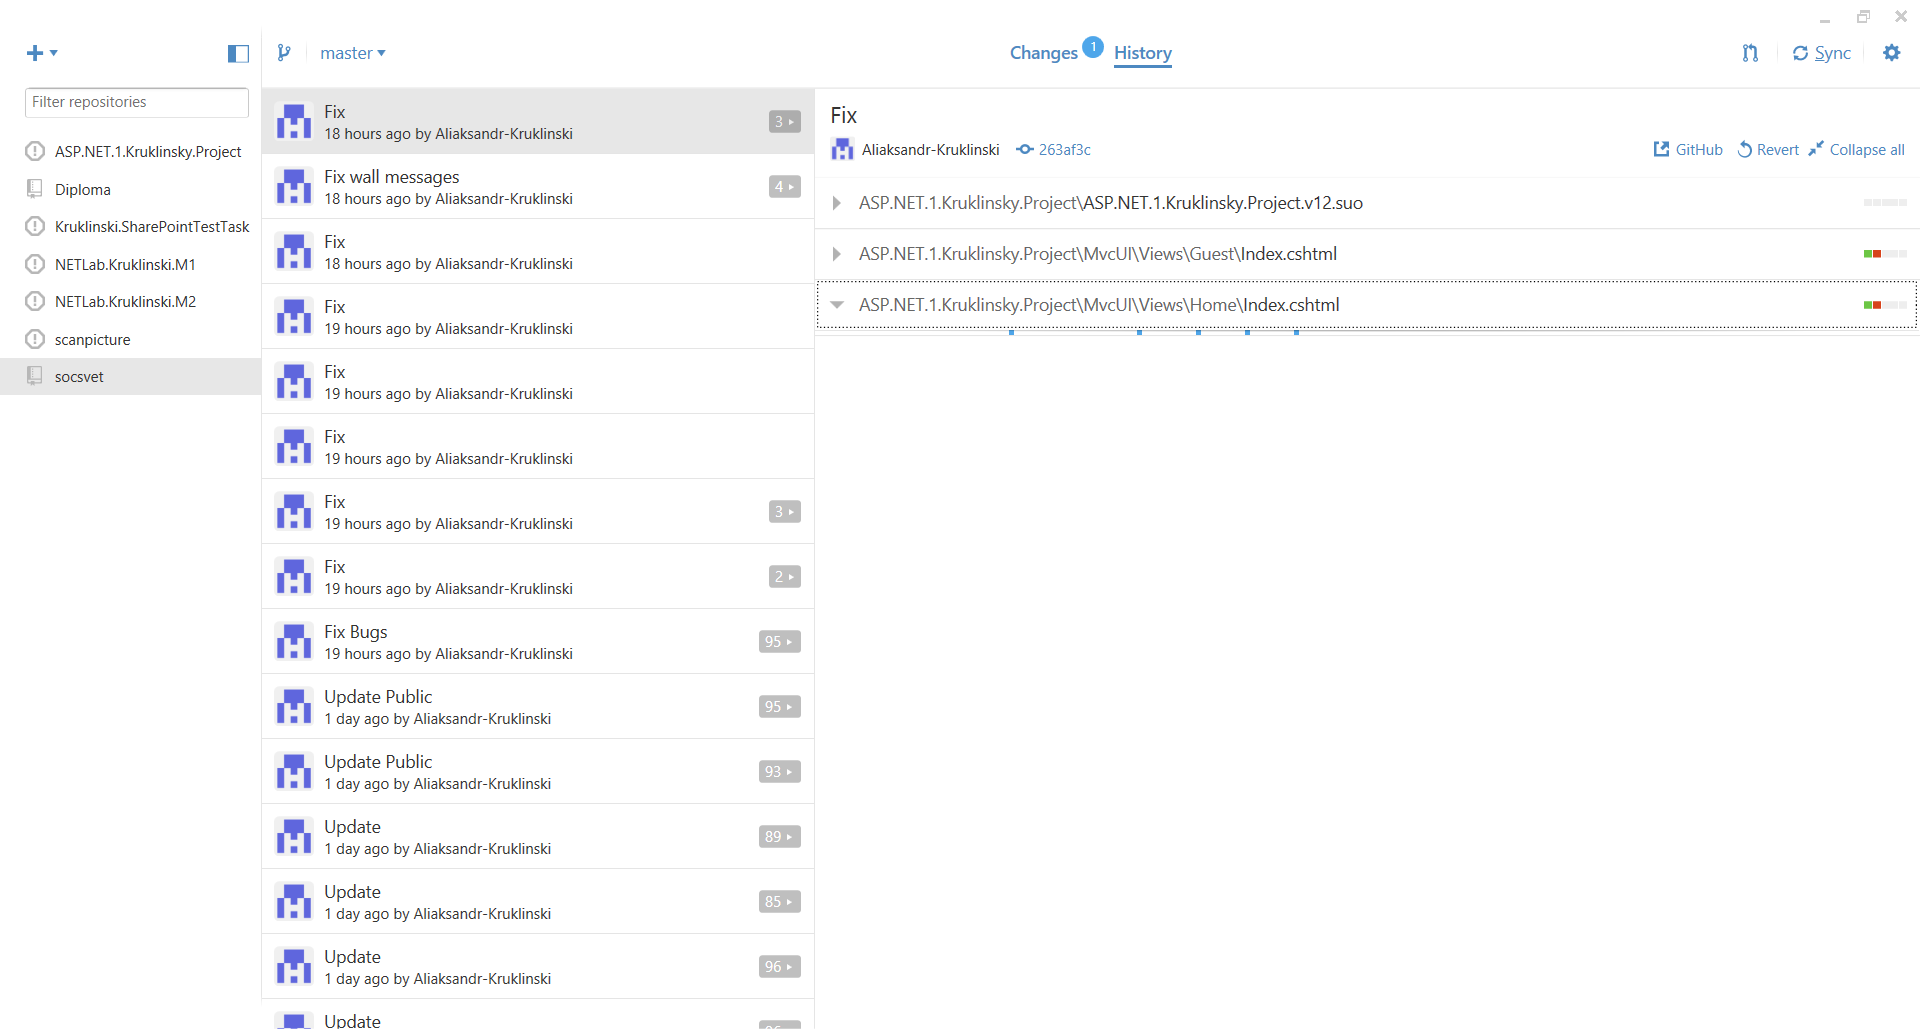 master
Changes 1 History
Sync
Filter repositories
ASP.NET.1.Kruklinsky.Project
Diploma
Kruklinski.SharePointTestTask
NETLab.Kruklinski.M1
NETLab.Kruklinski.M2
scanpicture
socsvet
Fix
18 hours ago by Aliaksandr-Kruklinski
3
Fix wall messages
18 hours ago by Aliaksandr-Kruklinski
4
Fix
18 hours ago by Aliaksandr-Kruklinski
Fix
19 hours ago by Aliaksandr-Kruklinski
Fix
19 hours ago by Aliaksandr-Kruklinski
Fix
19 hours ago by Aliaksandr-Kruklinski
Fix
19 hours ago by Aliaksandr-Kruklinski
3
Fix
19 hours ago by Aliaksandr-Kruklinski
2
Fix Bugs
19 hours ago by Aliaksandr-Kruklinski
95
Update Public
1 day ago by Aliaksandr-Kruklinski
95
Update Public
1 day ago by Aliaksandr-Kruklinski
93
Update
1 day ago by Aliaksandr-Kruklinski
89
Update
1 day ago by Aliaksandr-Kruklinski
85
Update
1 day ago by Aliaksandr-Kruklinski
96
Update
Fix
Aliaksandr-Kruklinski 263af3c
GitHub Revert Collapse all
ASP.NET.1.Kruklinsky.Project\ASP.NET.1.Kruklinsky.Project.v12.suo
ASP.NET.1.Kruklinsky.Project\MvcUI\Views\Guest\Index.cshtml
ASP.NET.1.Kruklinsky.Project\MvcUI\Views\Home\Index.cshtml